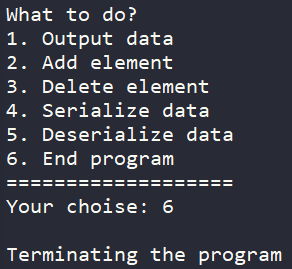 What to do?
1. Output data
2. Add element
3. Delete element
4. Serialize data
5. Deserialize data
6. End program
===================
Your choise: 6
Terminating the program